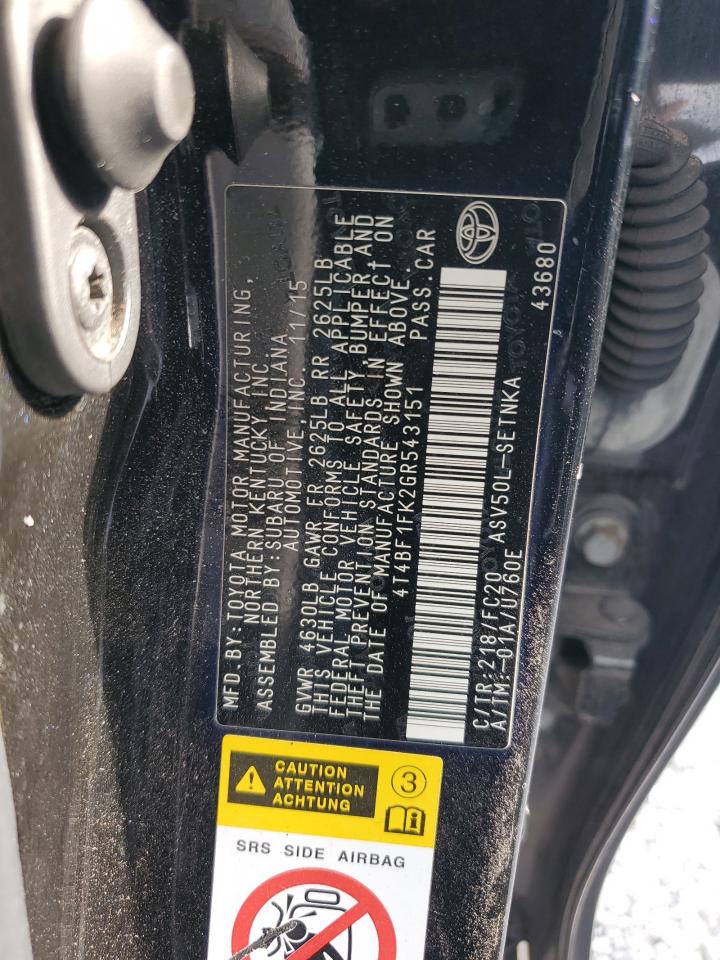 MFD. BY: TOYOTA MOTOR MANUFACTURING,
NORTHERN KENTUCKY, INC.
ASSEMBLED BY: SUBARU OF INDIANA
AUTOMOTIVE, INC. 11/15
GVWR 4630LB GAWR FR 2625LB RR 2625LB
THIS VEHICLE CONFORMS TO ALL APPLICABLE
FEDERAL MOTOR VEHICLE SAFETY, BUMPER AND
THEFT PREVENTION STANDARDS IN EFFECT ON
THE DATE OF MANUFACTURE SHOWN ABOVE.
4T4BF1FK2GR543151 PASS. CAR
C/TR: 218/FC20 ASV50L-SETNKA
A/TM: -01A/U760E
43680
CAUTION
ATTENTION
ACHTUNG
3
SRS SIDE AIRBAG